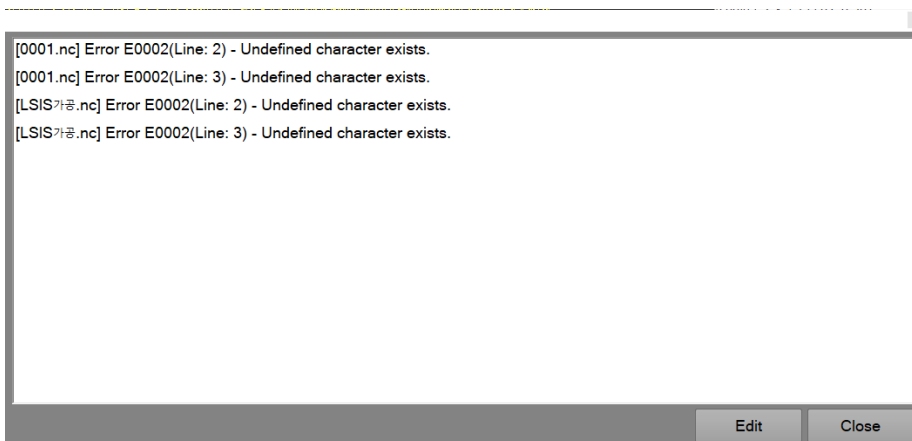 [0001.nc] Error E0002(Line: 2) - Undefined character exists.
[0001.nc] Error E0002(Line: 3) - Undefined character exists.
[LSIS가공.nc] Error E0002(Line: 2) - Undefined character exists.
[LSIS가공.nc] Error E0002(Line: 3) - Undefined character exists.
Edit
Close